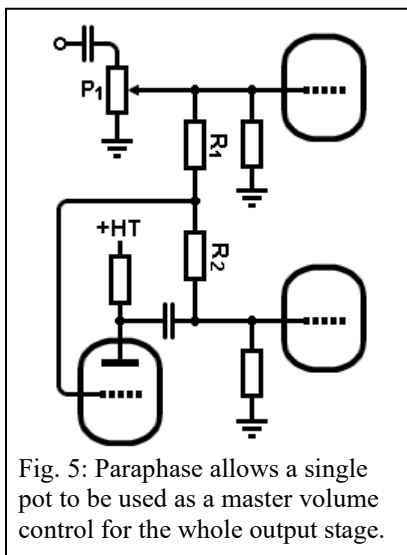 P1
R1
+HT
R2
Fig. 5: Paraphase allows a single
pot to be used as a master volume
control for the whole output stage.